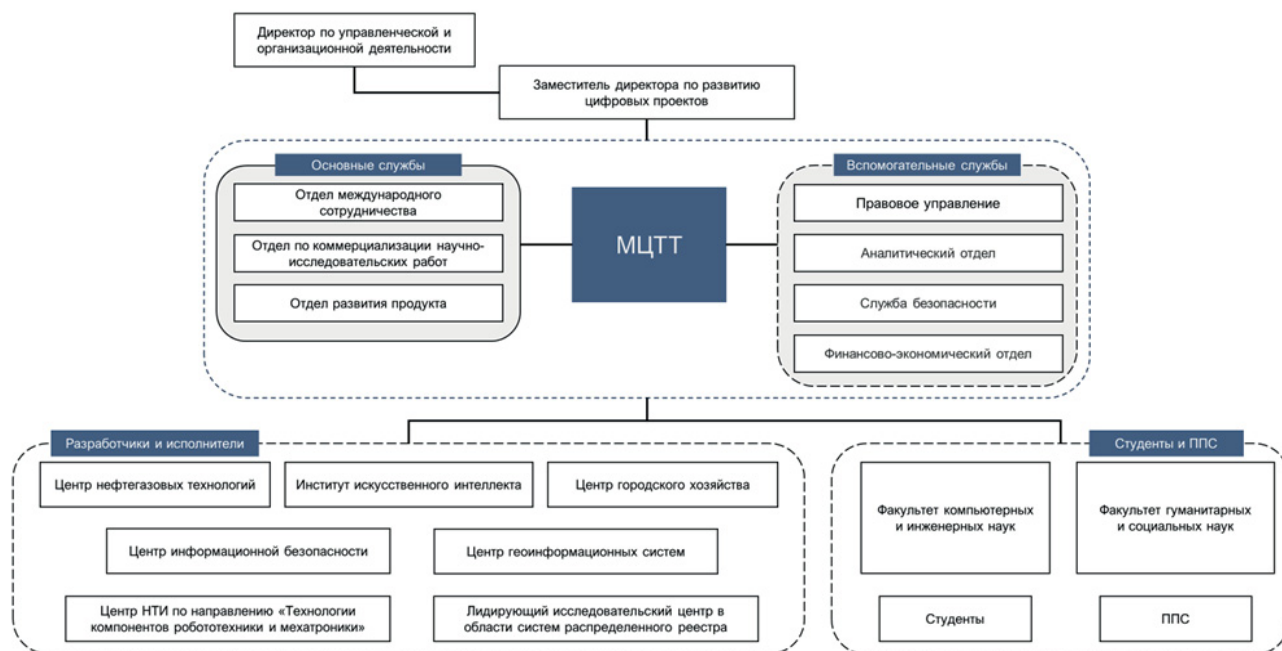 Директор по управленческой и
организационной деятельности
Заместитель директора по развитию
цифровых проектов
Основные службы
Отдел международного
сотрудничества
Отдел по коммерциализации научно-
исследовательских работ
Отдел развития продукта
МЦТТ
Вспомогательные службы
Правовое управление
Аналитический отдел
Служба безопасности
Финансово-экономический отдел
Разработчики и исполнители
Центр нефтегазовых технологий
Институт искусственного интеллекта
Центр городского хозяйства
Центр информационной безопасности
Центр геоинформационных систем
Центр НТИ по направлению «Технологии
компонентов робототехники и мехатроники»
Лидирующий исследовательский центр в
области систем распределенного реестра
Студенты и ППС
Факультет компьютерных
и инженерных наук
Факультет гуманитарных
и социальных наук
Студенты
ППС